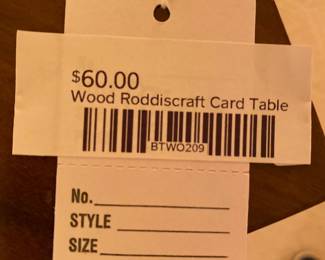 $60.00
Wood Roddiscraft Card Table
BTWO209
No.
STYLE
SIZE